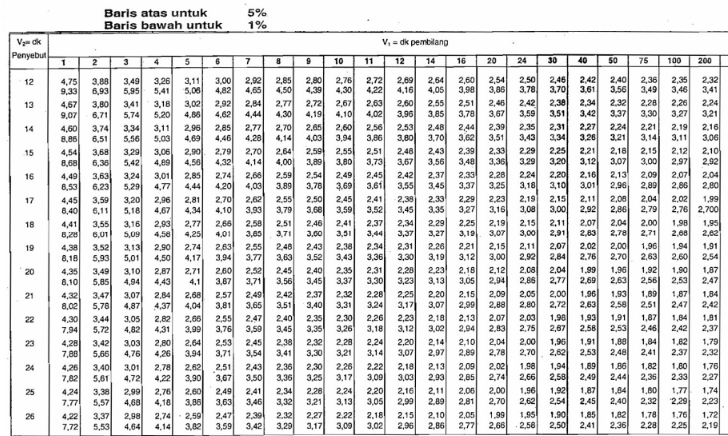 Baris atas untuk 5%
Baris bawah untuk 1%
V₂= dk Penyebut V₁ = dk pembilang
1 2 3 4 5 6 7 8 9 10 11 12 14 16 20 24 30 40 50 75 100 200
12 4,75 3,88 3,49 3,26 3,11 3,00 2,92 2,85 2,80 2,76 2,72 2,69 2,64 2,60 2,54 2,50 2,46 2,42 2,40 2,36 2,35 2,32
9,33 6,93 5,95 5,41 5,06 4,82 4,65 4,50 4,39 4,30 4,22 4,16 4,05 3,98 3,86 3,78 3,70 3,61 3,56 3,49 3,46 3,41
13 4,67 3,80 3,41 3,18 3,02 2,92 2,84 2,77 2,72 2,67 2,63 2,60 2,55 2,51 2,46 2,42 2,38 2,34 2,32 2,28 2,26 2,24
9,07 6,71 5,74 5,20 4,86 4,62 4,44 4,30 4,19 4,10 4,02 3,96 3,85 3,78 3,67 3,59 3,51 3,42 3,37 3,30 3,27 3,21
14 4,60 3,74 3,34 3,11 2,96 2,85 2,77 2,70 2,65 2,60 2,56 2,53 2,48 2,44 2,39 2,35 2,31 2,27 2,24 2,21 2,19 2,16
8,86 6,51 5,56 5,03 4,69 4,46 4,28 4,14 4,03 3,94 3,86 3,80 3,70 3,62 3,51 3,43 3,34 3,26 3,21 3,14 3,11 3,06
15 4,54 3,68 3,29 3,06 2,90 2,79 2,70 2,64 2,59 2,55 2,51 2,48 2,43 2,39 2,33 2,29 2,25 2,21 2,18 2,15 2,12 2,10
8,68 6,36 5,42 4,89 4,56 4,32 4,14 4,00 3,89 3,80 3,73 3,67 3,56 3,48 3,36 3,29 3,20 3,12 3,07 3,00 2,97 2,92
16 4,49 3,63 3,24 3,01 2,85 2,74 2,66 2,59 2,54 2,49 2,45 2,42 2,37 2,33 2,28 2,24 2,20 2,16 2,13 2,09 2,07 2,04
8,53 6,23 5,29 4,77 4,44 4,20 4,03 3,89 3,78 3,69 3,61 3,55 3,45 3,37 3,25 3,18 3,10 3,01 2,96 2,89 2,86 2,80
17 4,45 3,59 3,20 2,96 2,81 2,70 2,62 2,55 2,50 2,45 2,41 2,38 2,33 2,29 2,23 2,19 2,15 2,11 2,08 2,04 2,02 1,99
8,40 6,11 5,18 4,67 4,34 4,10 3,93 3,79 3,68 3,59 3,52 3,45 3,35 3,27 3,16 3,08 3,00 2,92 2,86 2,79 2,76 2,700
18 4,41 3,55 3,16 2,93 2,77 2,66 2,58 2,51 2,46 2,41 2,37 2,34 2,29 2,25 2,19 2,15 2,11 2,07 2,04 2,00 1,98 1,95
8,28 6,01 5,09 4,58 4,25 4,01 3,85 3,71 3,60 3,51 3,44 3,37 3,27 3,19 3,07 3,00 2,91 2,83 2,78 2,71 2,68 2,62
19 4,38 3,52 3,13 2,90 2,74 2,63 2,55 2,48 2,43 2,38 2,34 2,31 2,26 2,21 2,15 2,11 2,07 2,02 2,00 1,96 1,94 1,91
8,18 5,93 5,01 4,50 4,17 3,94 3,77 3,63 3,52 3,43 3,36 3,30 3,19 3,12 3,00 2,92 2,84 2,76 2,70 2,63 2,60 2,54
20 4,35 3,49 3,10 2,87 2,71 2,60 2,52 2,45 2,40 2,35 2,31 2,28 2,23 2,18 2,12 2,08 2,04 1,99 1,96 1,92 1,90 1,87
8,10 5,85 4,94 4,43 4,1 3,87 3,71 3,56 3,45 3,37 3,30 3,23 3,13 3,05 2,94 2,86 2,77 2,69 2,63 2,56 2,53 2,47
21 4,32 3,47 3,07 2,84 2,68 2,57 2,49 2,42 2,37 2,32 2,28 2,25 2,20 2,15 2,09 2,05 2,00 1,96 1,93 1,89 1,87 1,84
8,02 5,78 4,87 4,37 4,04 3,81 3,65 3,51 3,40 3,31 3,24 3,17 3,07 2,99 2,88 2,80 2,72 2,63 2,58 2,51 2,47 2,42
22 4,30 3,44 3,05 2,82 2,66 2,55 2,47 2,40 2,35 2,30 2,26 2,23 2,18 2,13 2,07 2,03 1,98 1,93 1,91 1,87 1,84 1,81
7,94 5,72 4,82 4,31 3,99 3,76 3,59 3,45 3,35 3,26 3,18 3,12 3,02 2,94 2,83 2,75 2,67 2,58 2,53 2,46 2,42 2,37
23 4,28 3,42 3,03 2,80 2,64 2,53 2,45 2,38 2,32 2,28 2,24 2,20 2,14 2,10 2,04 2,00 1,96 1,91 1,88 1,84 1,82 1,79
7,88 5,66 4,76 4,26 3,94 3,71 3,54 3,41 3,30 3,21 3,14 3,07 2,97 2,89 2,78 2,70 2,62 2,53 2,48 2,41 2,37 2,32
24 4,26 3,40 3,01 2,78 2,62 2,51 2,43 2,36 2,30 2,26 2,22 2,18 2,13 2,09 2,02 1,98 1,94 1,89 1,86 1,82 1,80 1,76
7,82 5,61 4,72 4,22 3,90 3,67 3,50 3,36 3,25 3,17 3,09 3,03 2,93 2,85 2,74 2,66 2,58 2,49 2,44 2,36 2,33 2,27
25 4,24 3,38 2,99 2,76 2,60 2,49 2,41 2,34 2,28 2,24 2,20 2,16 2,11 2,06 2,00 1,96 1,92 1,87 1,84 1,80 1,77 1,74
7,77 5,57 4,68 4,18 3,86 3,63 3,46 3,32 3,21 3,13 3,05 2,99 2,89 2,81 2,70 2,62 2,54 2,45 2,40 2,32 2,29 2,23
26 4,22 3,37 2,98 2,74 2,59 2,47 2,39 2,32 2,27 2,22 2,18 2,15 2,10 2,05 1,99 1,95 1,90 1,85 1,82 1,78 1,76 1,72
7,72 5,53 4,64 4,14 3,82 3,59 3,42 3,29 3,17 3,09 3,02 2,96 2,86 2,77 2,66 2,58 2,50 2,41 2,36 2,28 2,25 2,19